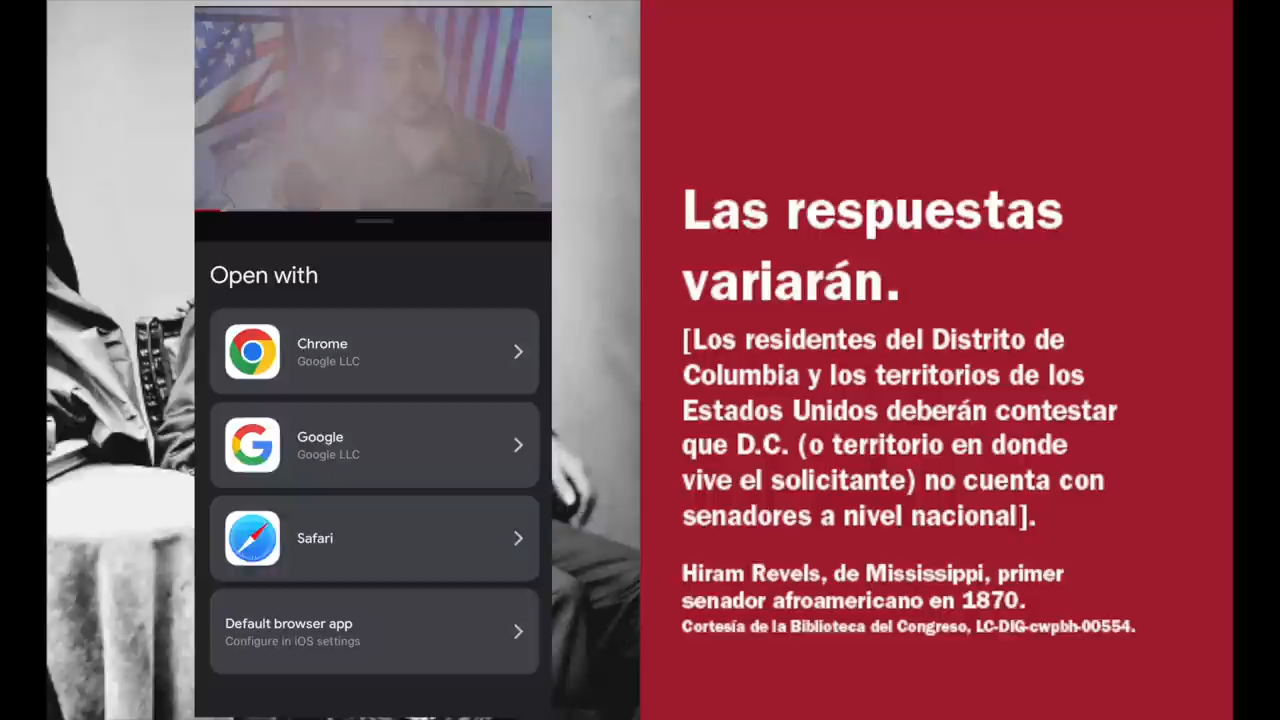 Open with
Chrome
Google LLC
Google
Google LLC
Safari
Default browser app
Configure in iOS settings
Las respuestas
variarán.
[Los residentes del Distrito de
Columbia y los territorios de los
Estados Unidos deberán contestar
que D.C. (o territorio en donde
vive el solicitante) no cuenta con
senadores a nivel nacional].
Hiram Revels, de Mississippi, primer
senador afroamericano en 1870.
Cortesía de la Biblioteca del Congreso, LC-DIG-cwpbh-00554.